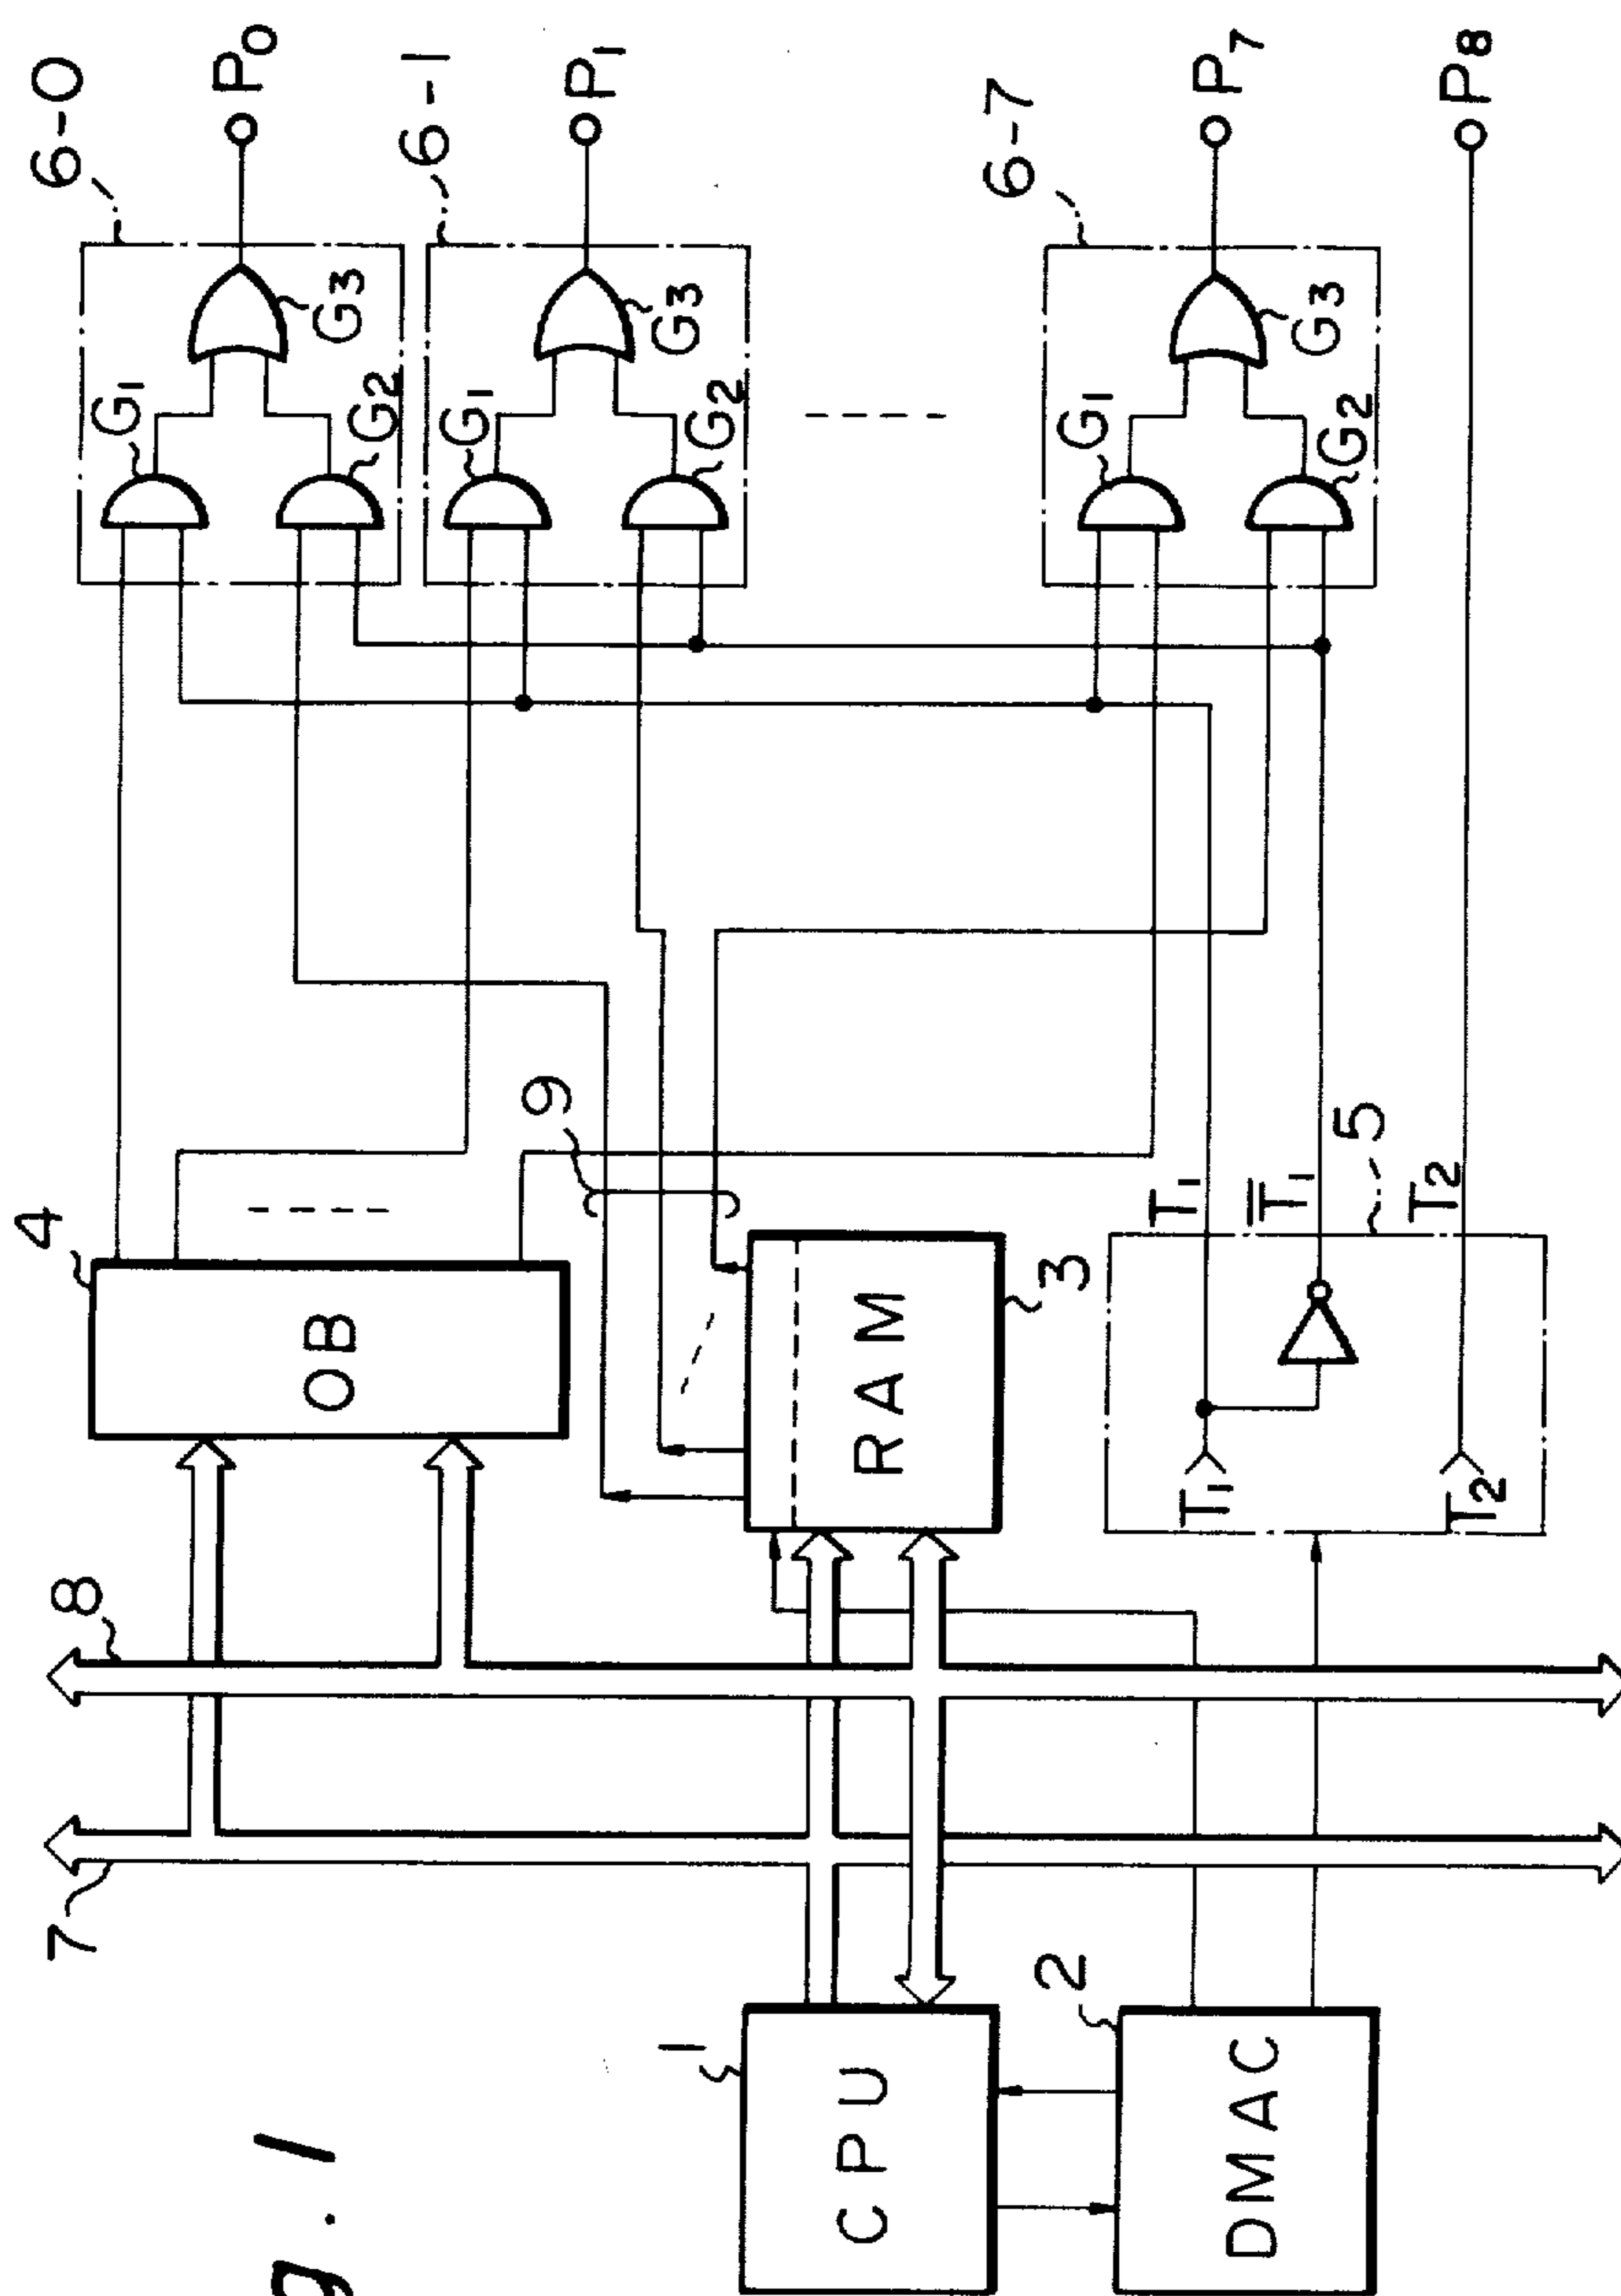 g. 1
7
8
4
OB
9
6-0
G1
G2
G3
P0
6-1
G1
G2
G3
P1
1
CPU
RAM
3
6-7
G1
G2
G3
P7
2
DMAC
T1
T2
T1
T̅1
5
T2
P8